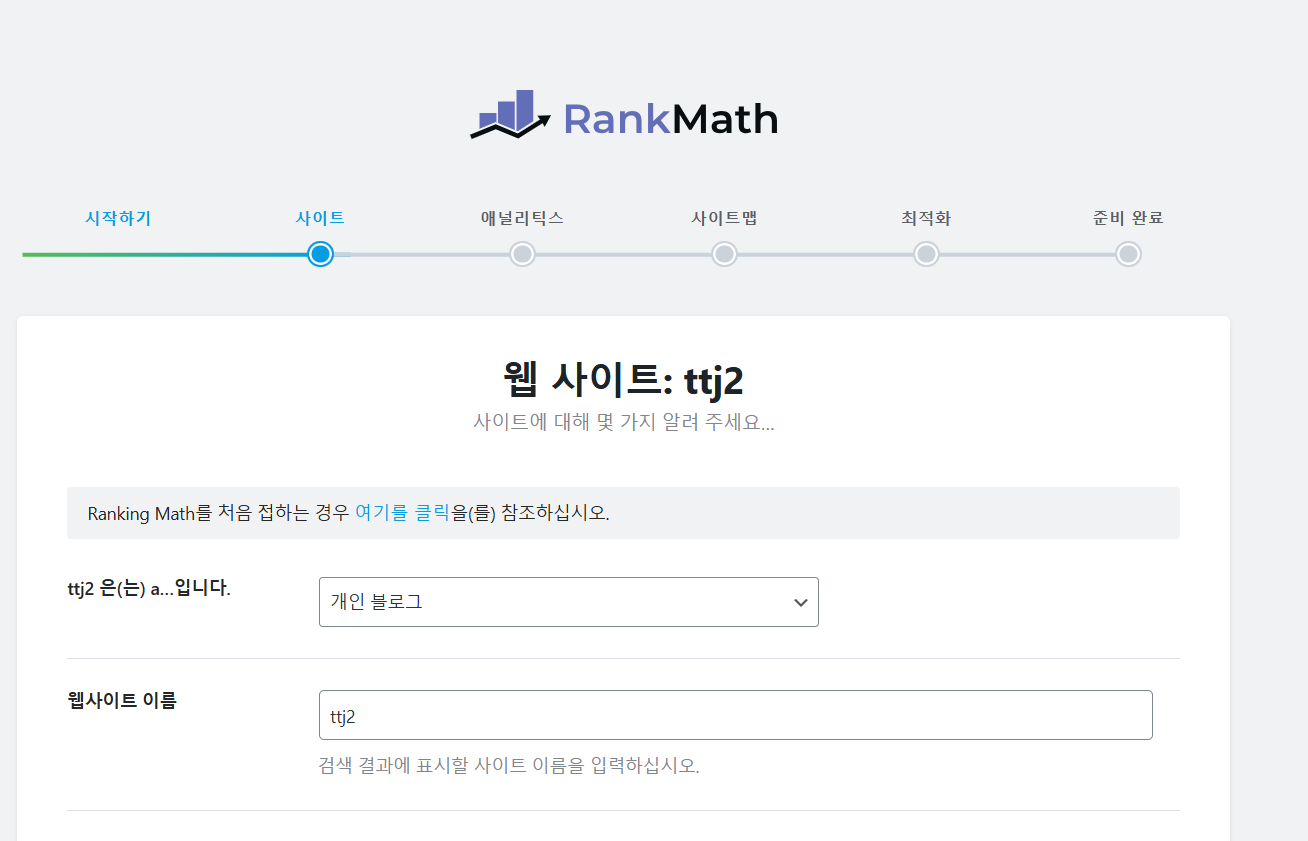 RankMath
시작하기 사이트 애널리틱스 사이트맵 최적화 준비 완료
웹 사이트: ttj2
사이트에 대해 몇 가지 알려 주세요...
Ranking Math를 처음 접하는 경우 여기를 클릭을(를) 참조하십시오.
ttj2 은(는) a...입니다.
개인 블로그
웹사이트 이름
ttj2
검색 결과에 표시할 사이트 이름을 입력하십시오.